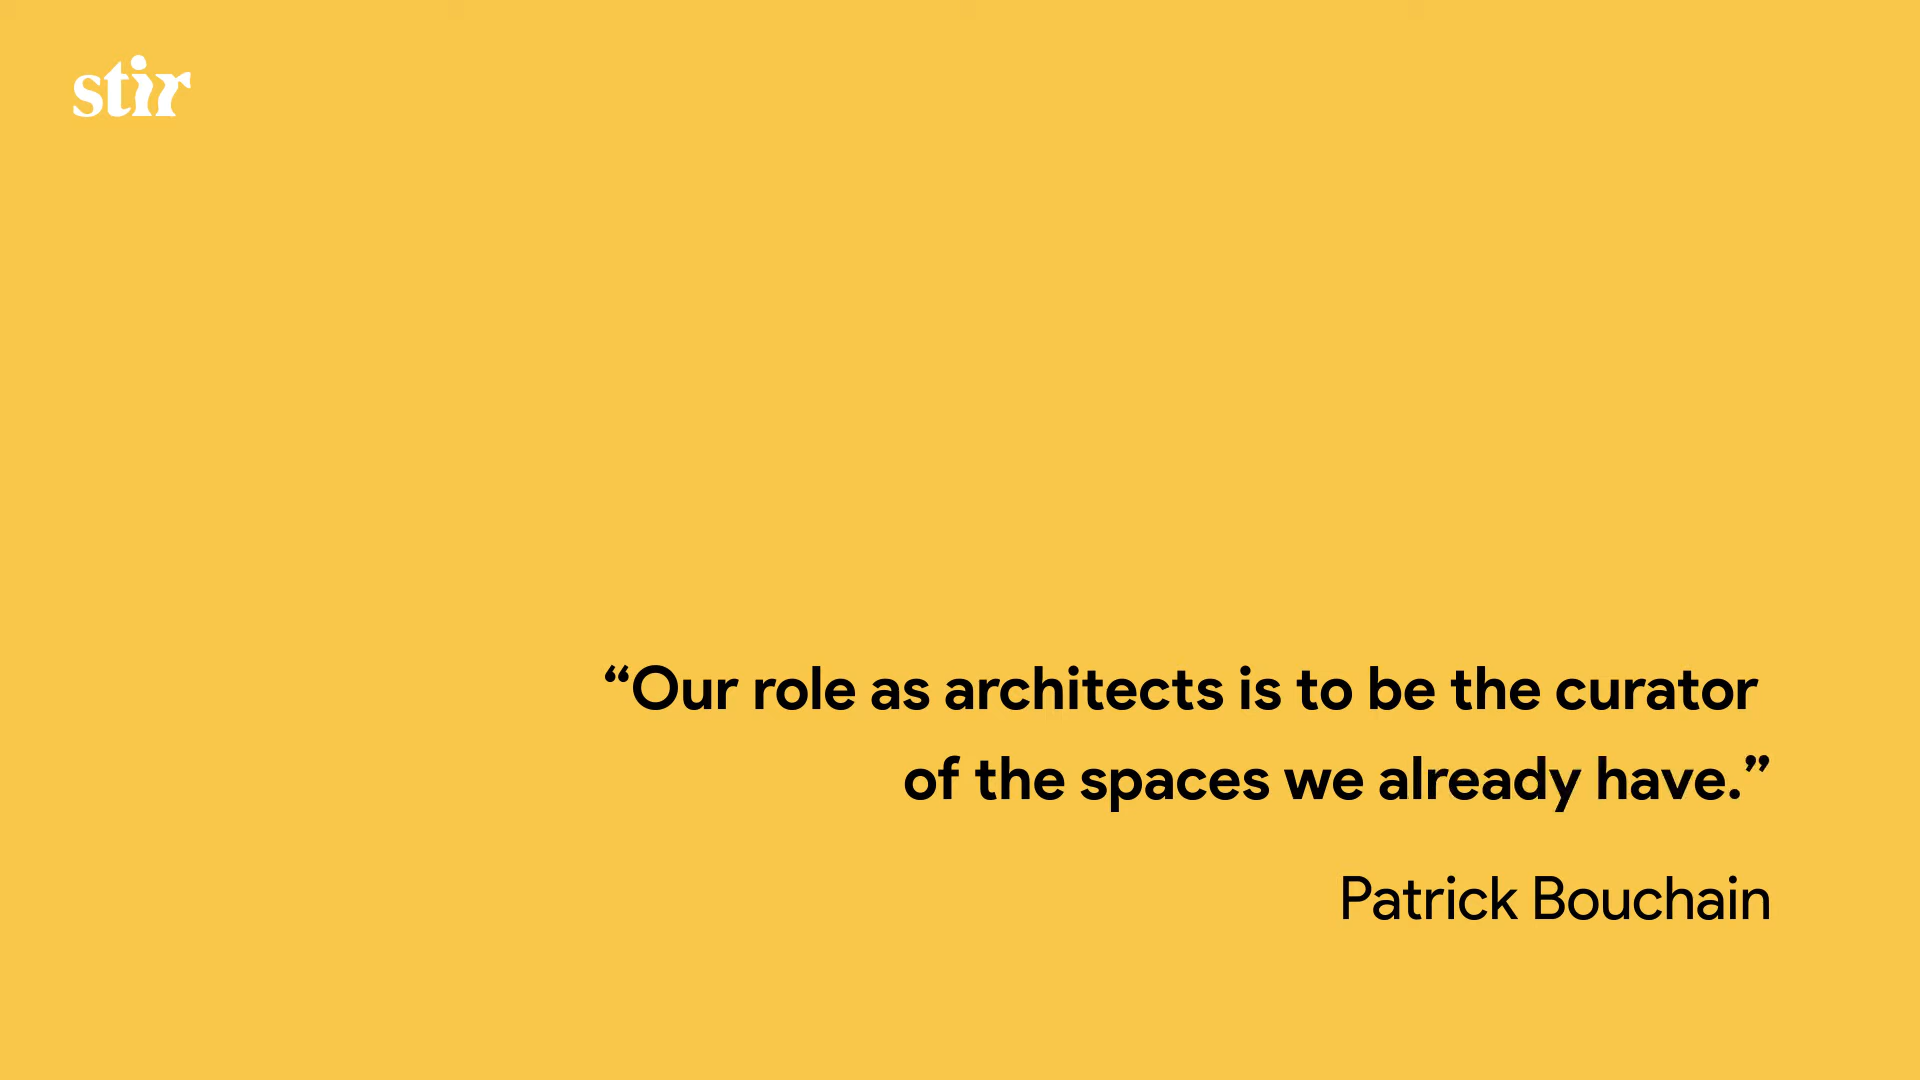 stir
“Our role as architects is to be the curator
of the spaces we already have.”
Patrick Bouchain